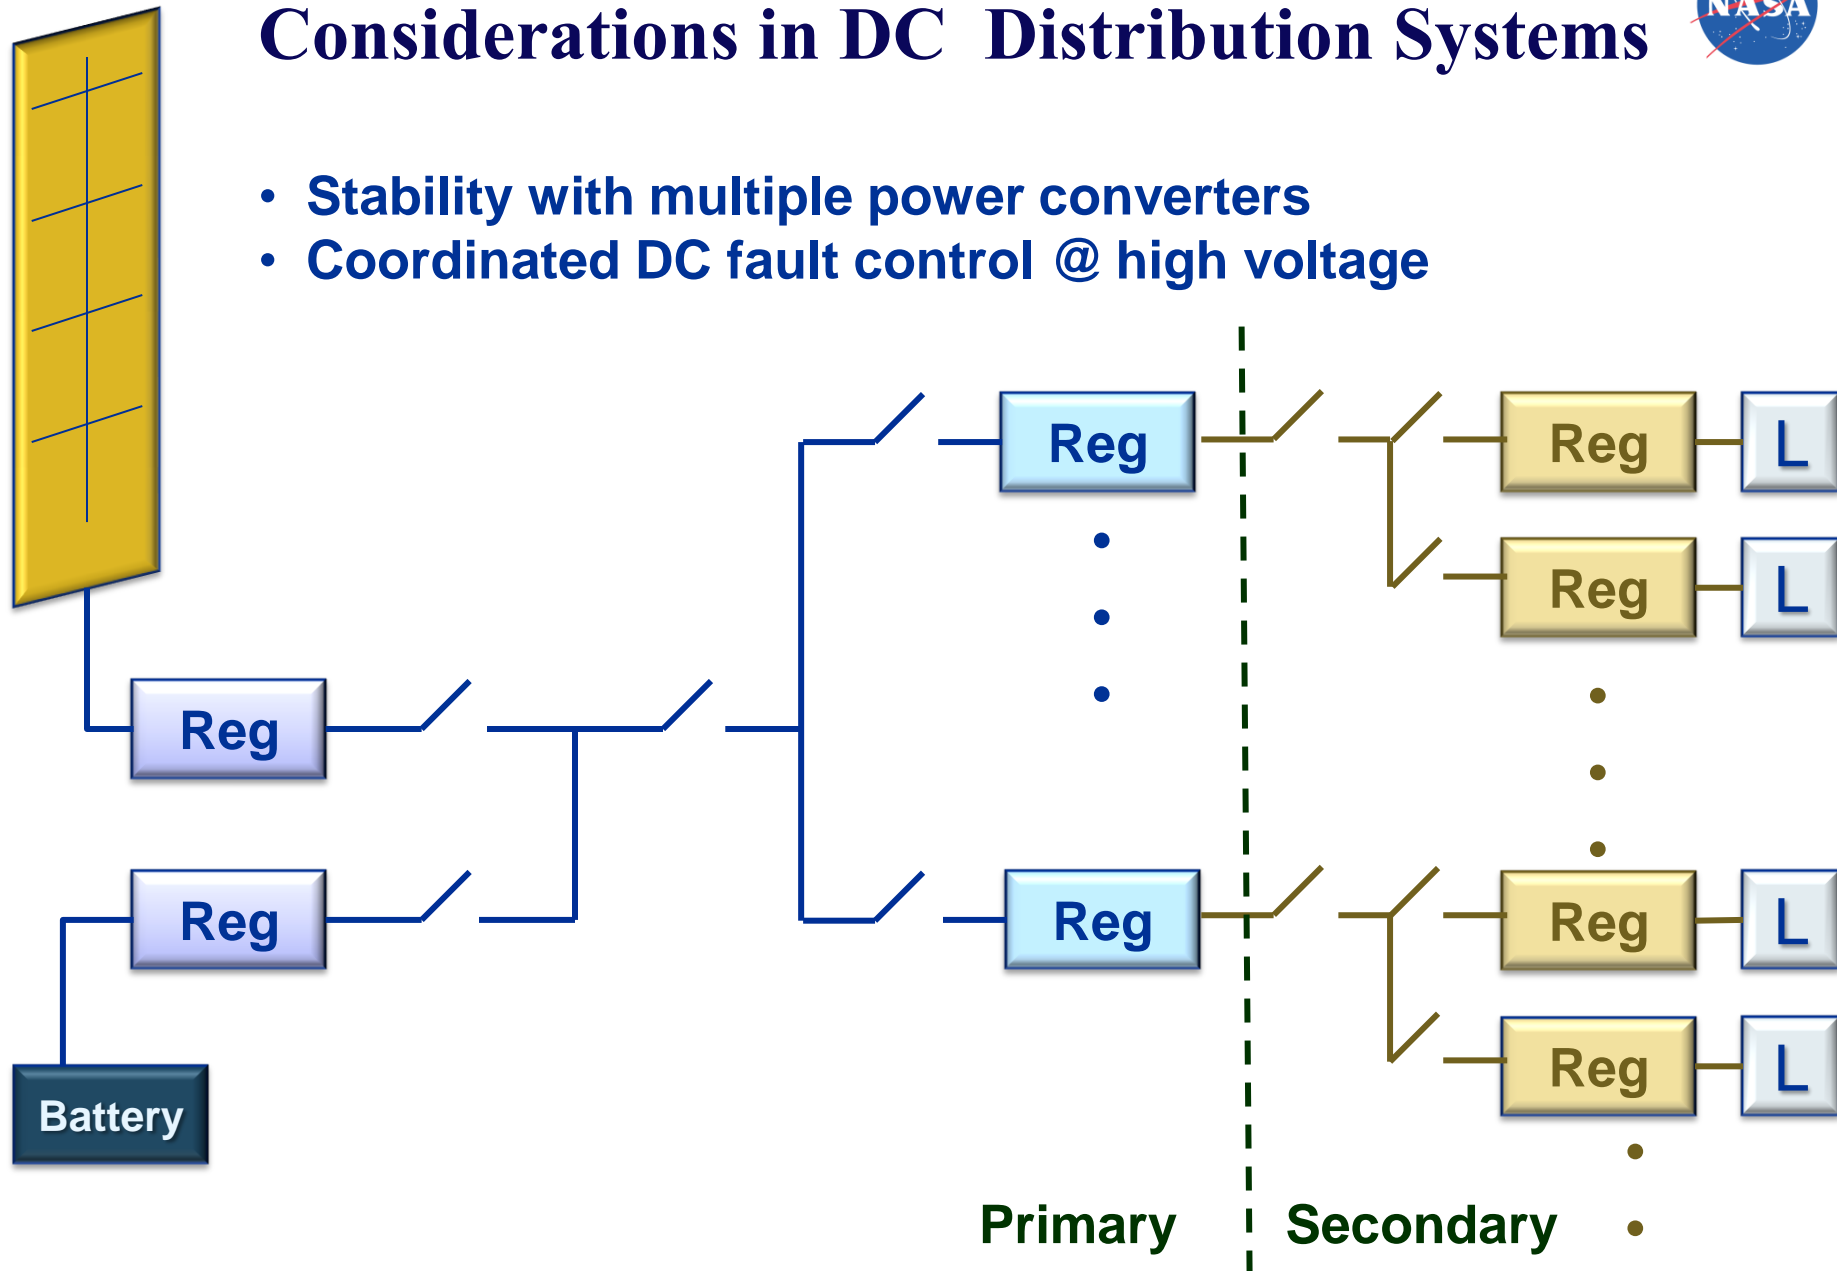 Considerations in DC Distribution Systems
NASA
• Stability with multiple power converters
• Coordinated DC fault control @ high voltage
Reg
Reg
L
Reg
L
Reg
Reg
Reg
Reg
L
Reg
L
Battery
Primary
Secondary